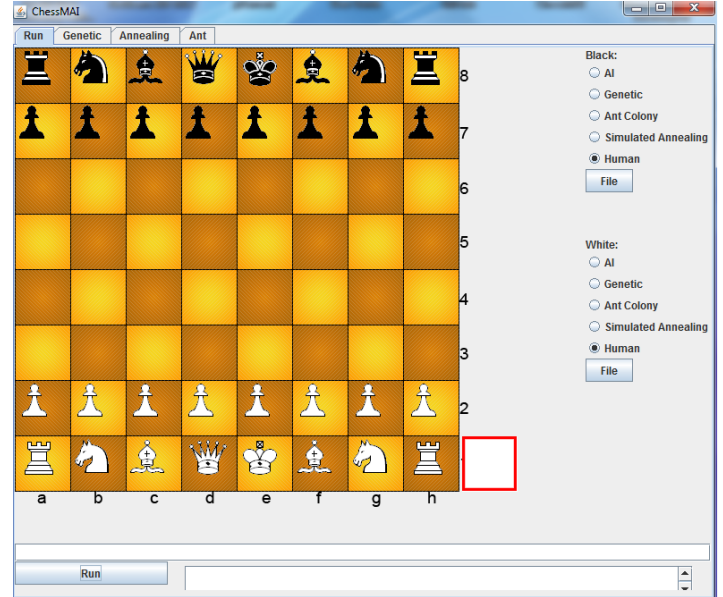 ChessMAI
Run Genetic Annealing Ant
8
7
6
5
4
3
2
a b c d e f g h
Black:
AI
Genetic
Ant Colony
Simulated Annealing
Human
File
White:
AI
Genetic
Ant Colony
Simulated Annealing
Human
File
Run